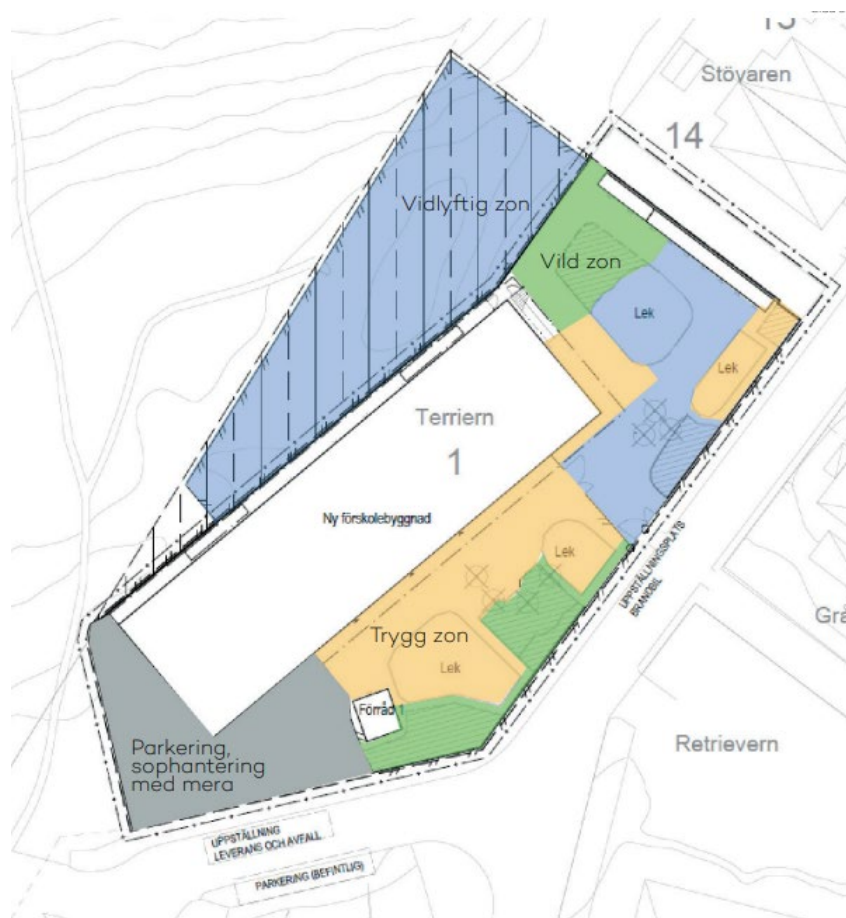 Stövaren
14
Vidlyftig zon
Vild zon
Lek
Lek
Terriern
1
Ny förskolebyggnad
Lek
UPPSTÄLLNINGSPLATS
BRANDBIL
Trygg zon
Lek
Förråd 1
Retrievern
Parkering,
sophantering
med mera
UPPSTÄLLNING
LEVERANS OCH AVFALL
PARKERING (BEFINTLIG)